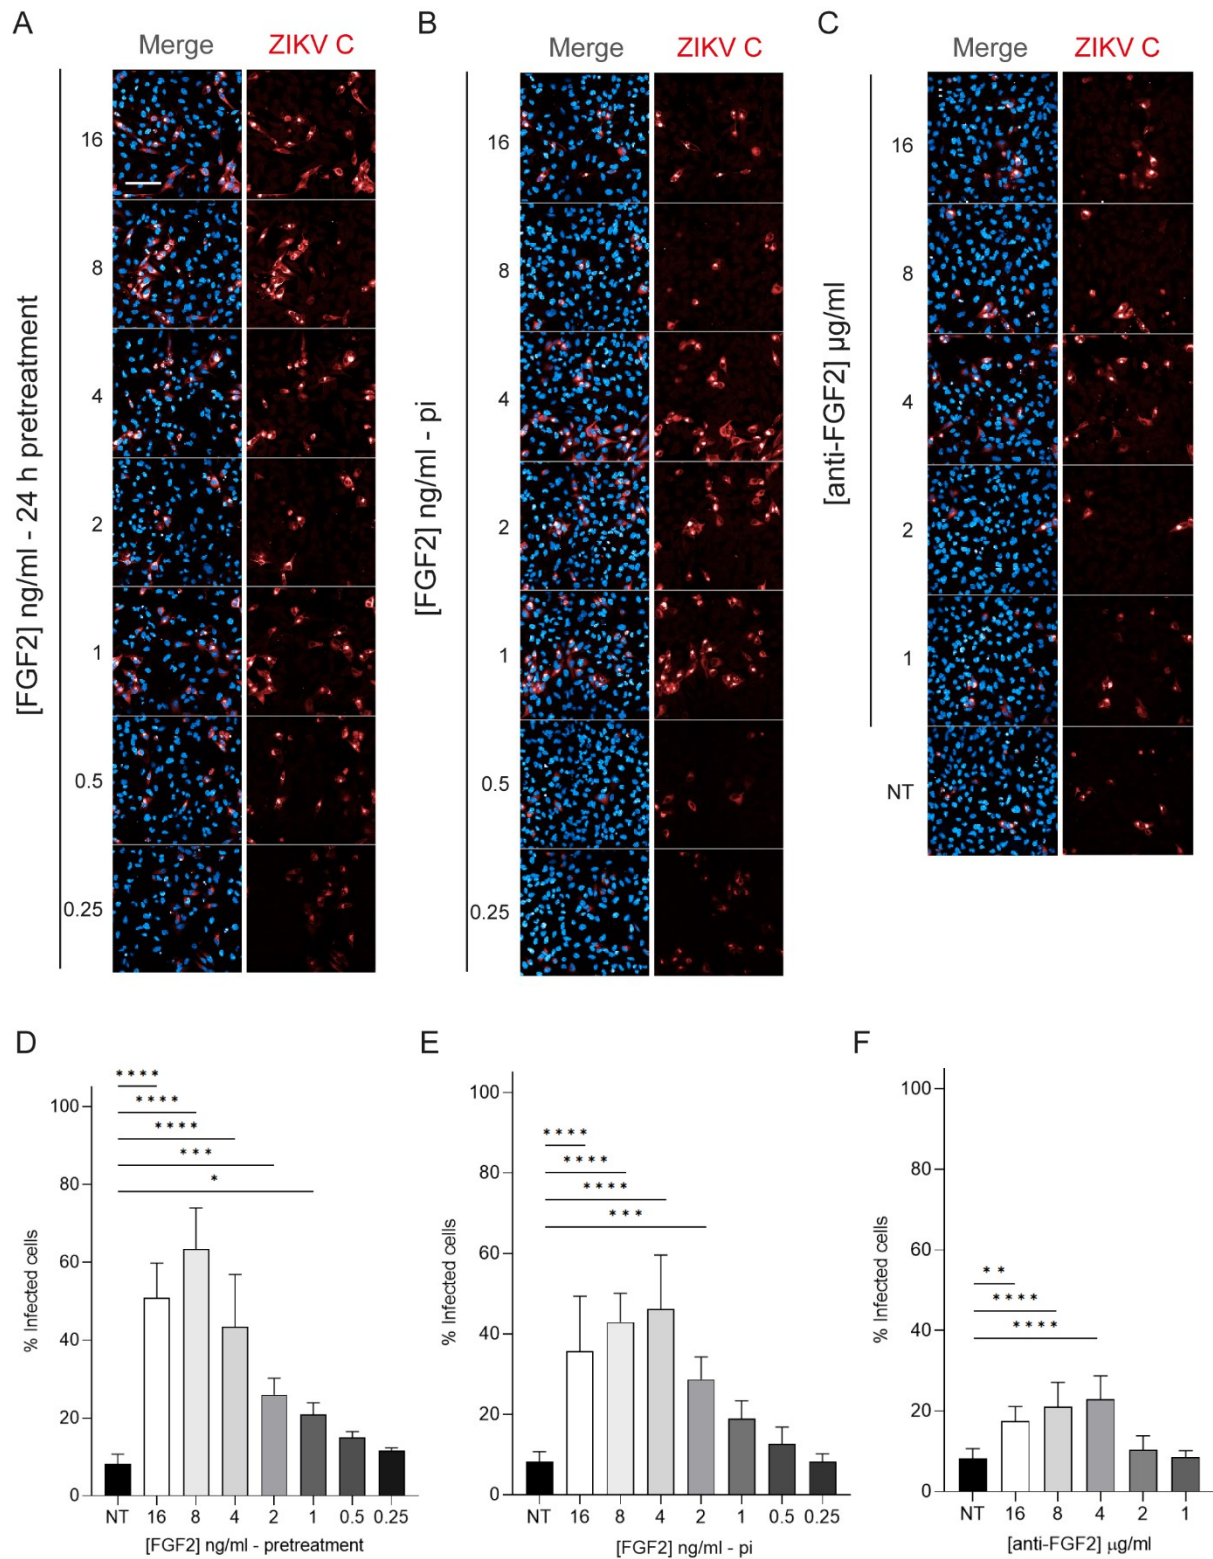 A
B
C
Merge
ZIKV C
Merge
ZIKV C
Merge
ZIKV C
[FGF2] ng/ml - 24 h pretreatment
16
8
4
2
1
0.5
0.25
[FGF2] ng/ml - pi
16
8
4
2
1
0.5
0.25
[anti-FGF2] µg/ml
16
8
4
2
1
NT
D
% Infected cells
100
80
60
40
20
0
****
****
****
***
*
NT 16 8 4 2 1 0.5 0.25
[FGF2] ng/ml - pretreatment
E
% Infected cells
100
80
60
40
20
0
****
****
****
***
NT 16 8 4 2 1 0.5 0.25
[FGF2] ng/ml - pi
F
% Infected cells
100
80
60
40
20
0
**
****
****
NT 16 8 4 2 1
[anti-FGF2] µg/ml